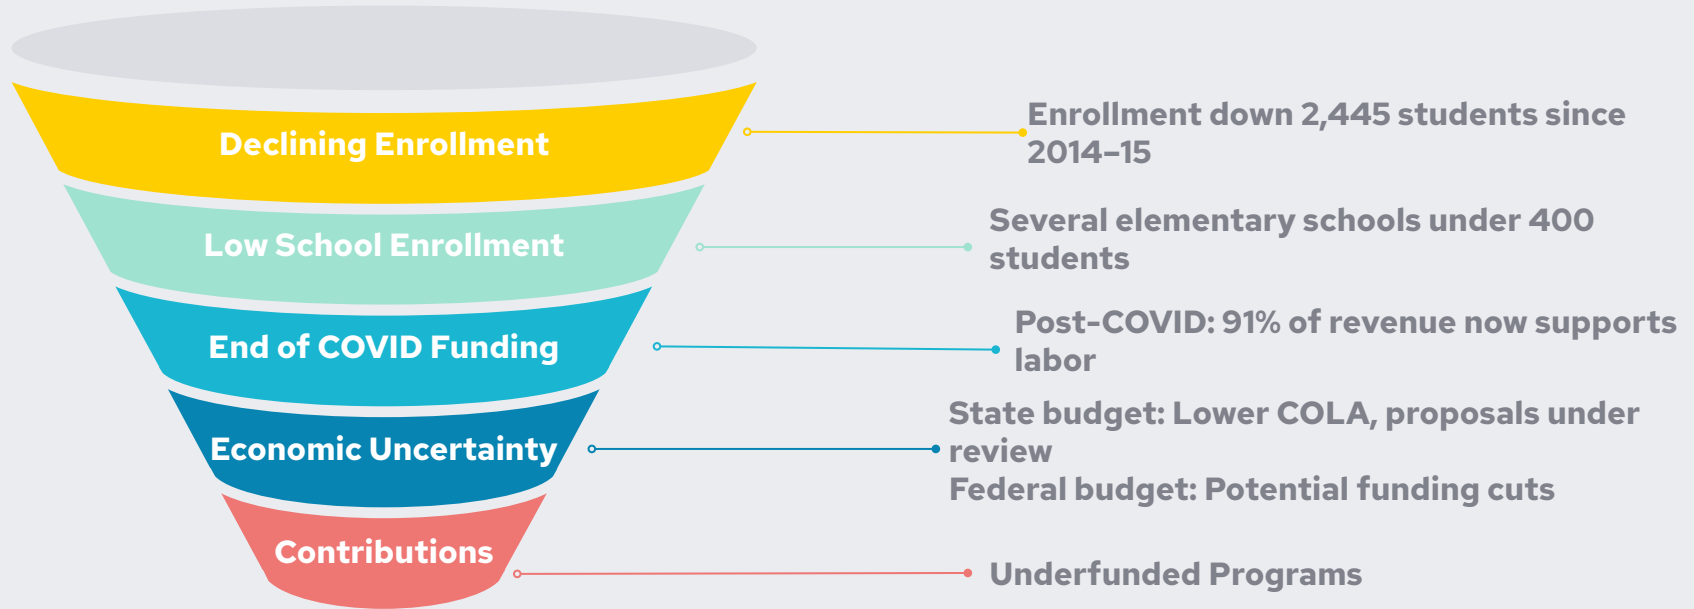 Declining Enrollment
Enrollment down 2,445 students since
2014–15
Low School Enrollment
Several elementary schools under 400
students
End of COVID Funding
Post-COVID: 91% of revenue now supports
labor
Economic Uncertainty
State budget: Lower COLA, proposals under
review
Federal budget: Potential funding cuts
Contributions
Underfunded Programs